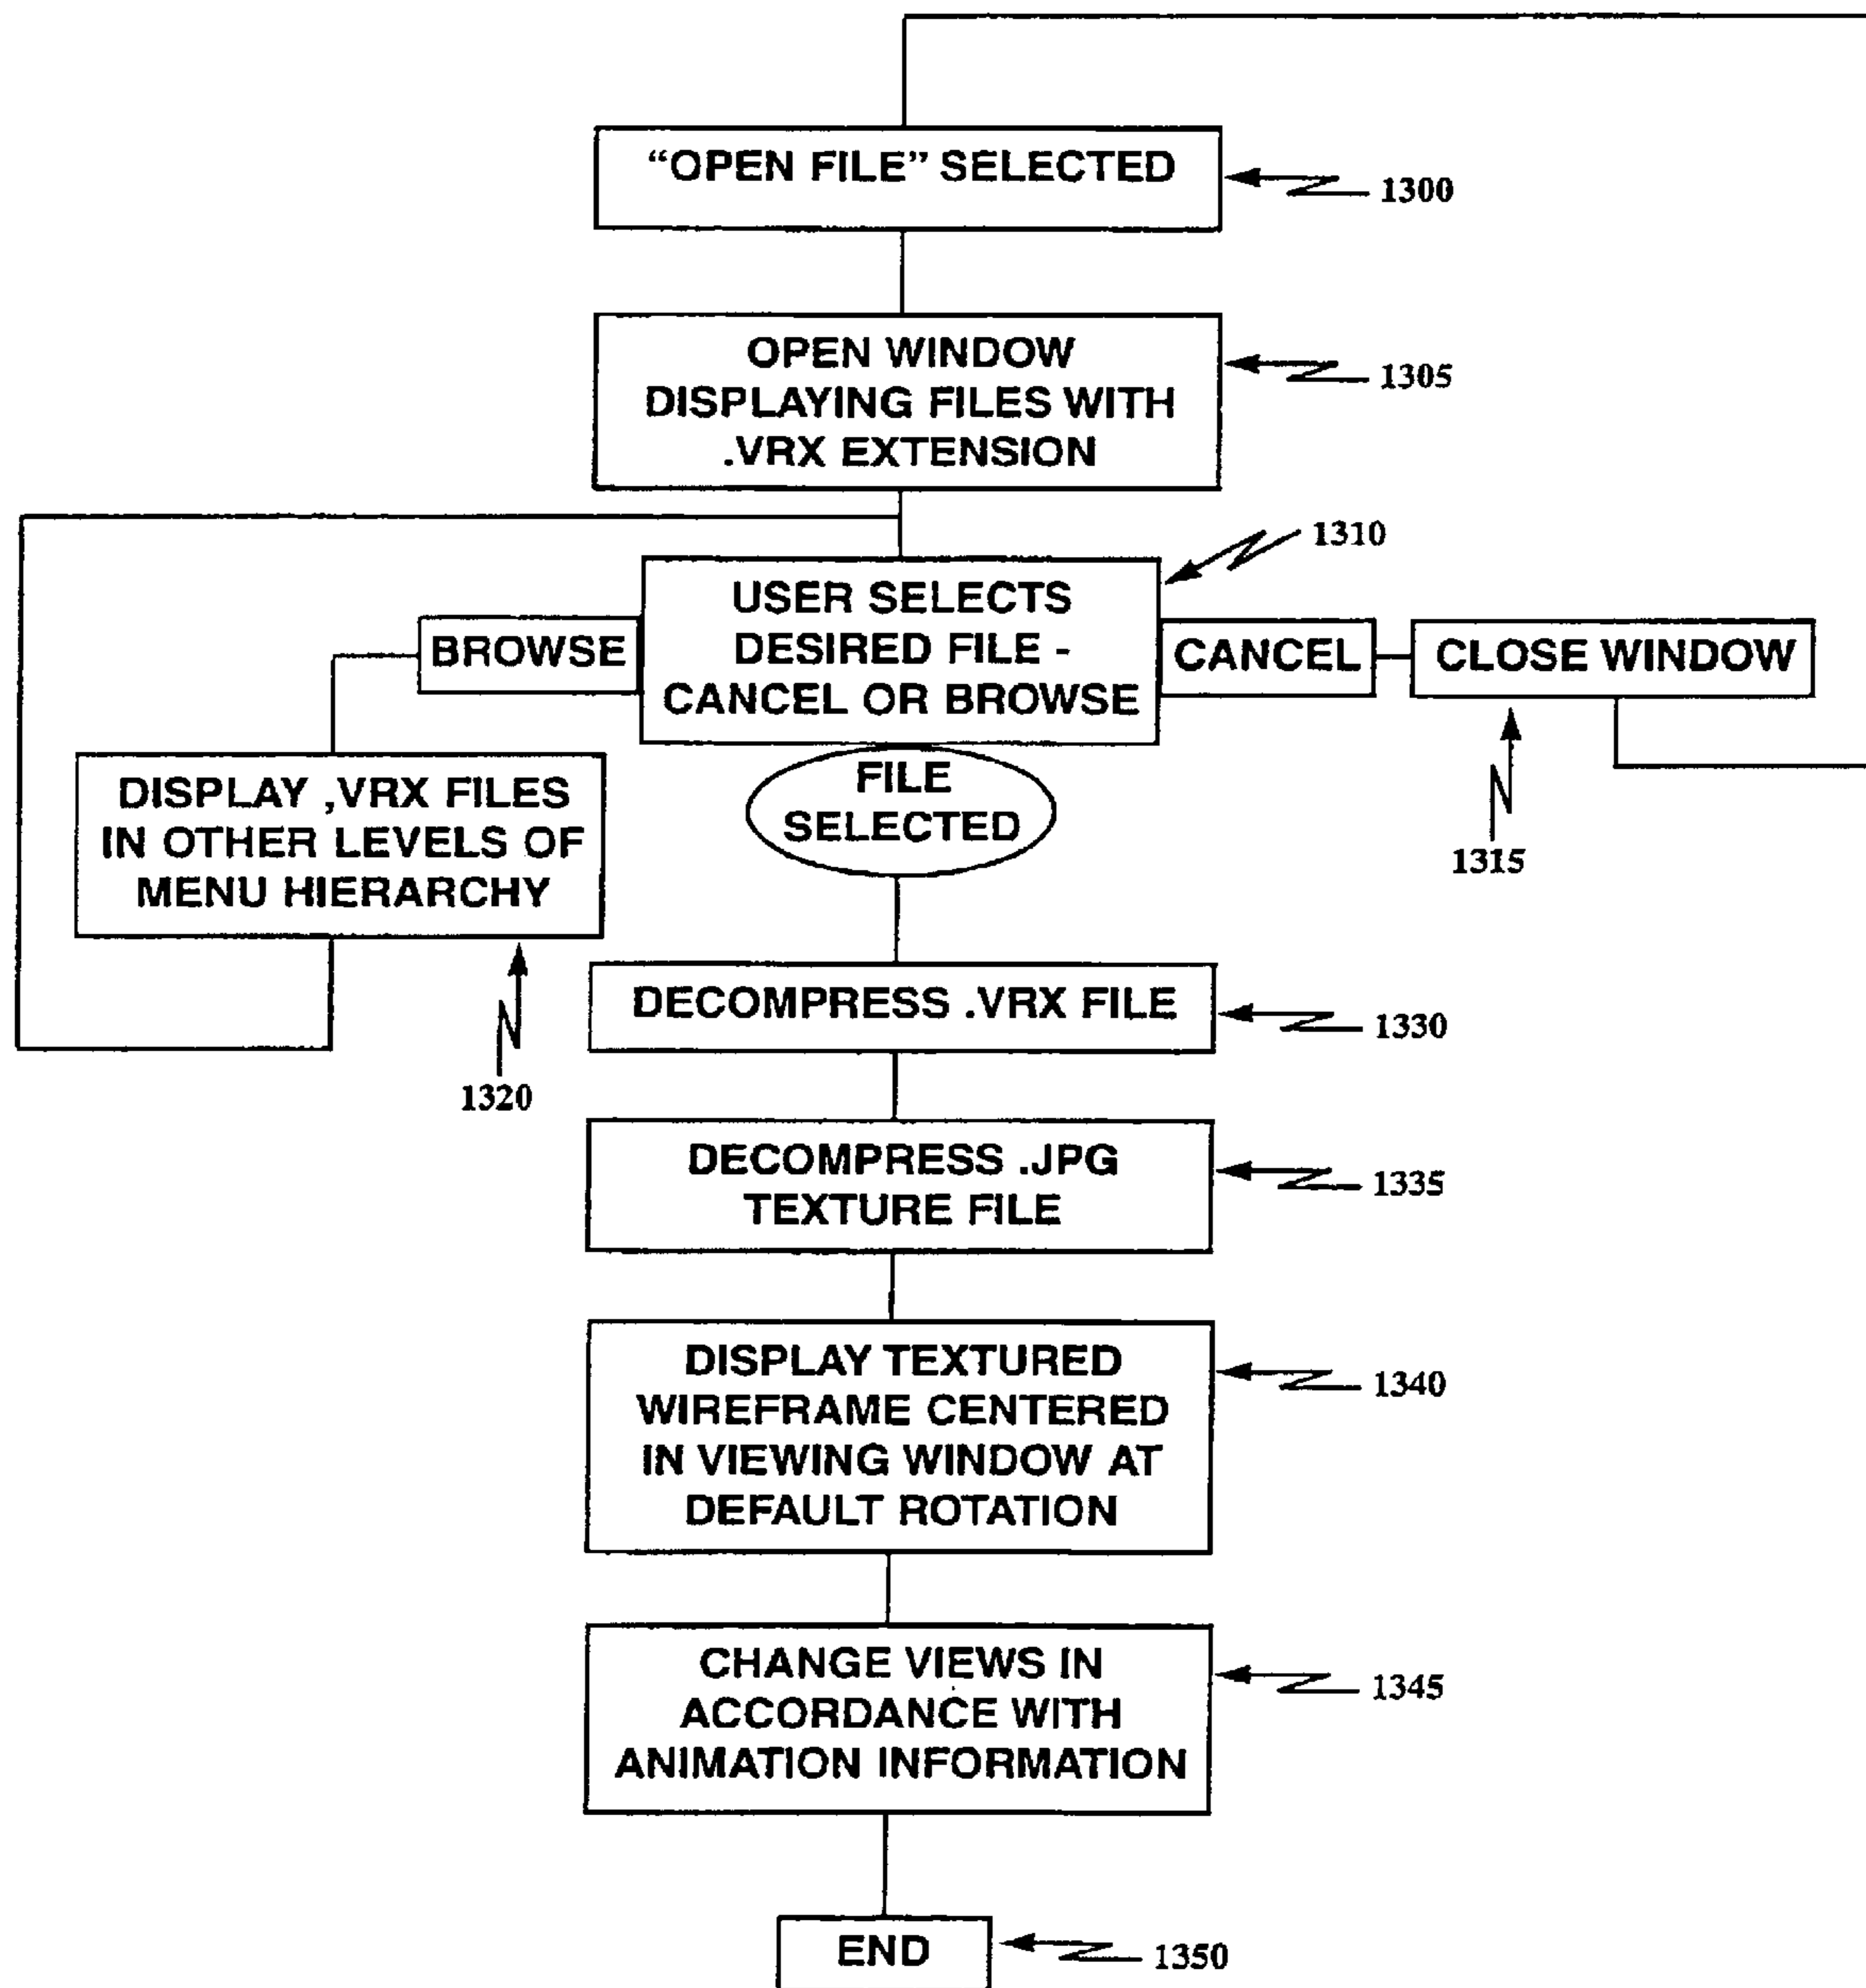 “OPEN FILE” SELECTED
1300
OPEN WINDOW
DISPLAYING FILES WITH
.VRX EXTENSION
1305
1310
USER SELECTS
DESIRED FILE -
CANCEL OR BROWSE
BROWSE
CANCEL
CLOSE WINDOW
1315
FILE
SELECTED
DISPLAY ,VRX FILES
IN OTHER LEVELS OF
MENU HIERARCHY
1320
DECOMPRESS .VRX FILE
1330
DECOMPRESS .JPG
TEXTURE FILE
1335
DISPLAY TEXTURED
WIREFRAME CENTERED
IN VIEWING WINDOW AT
DEFAULT ROTATION
1340
CHANGE VIEWS IN
ACCORDANCE WITH
ANIMATION INFORMATION
1345
END
1350